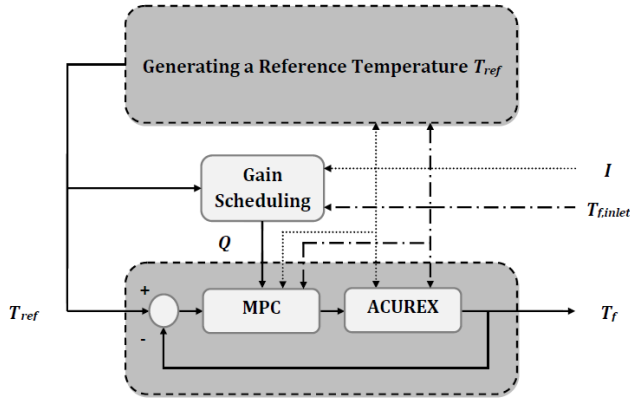 Generating a Reference Temperature Tref
Gain
Scheduling
I
Tf,inlet
Q
+
MPC
ACUREX
Tref
Tf
-